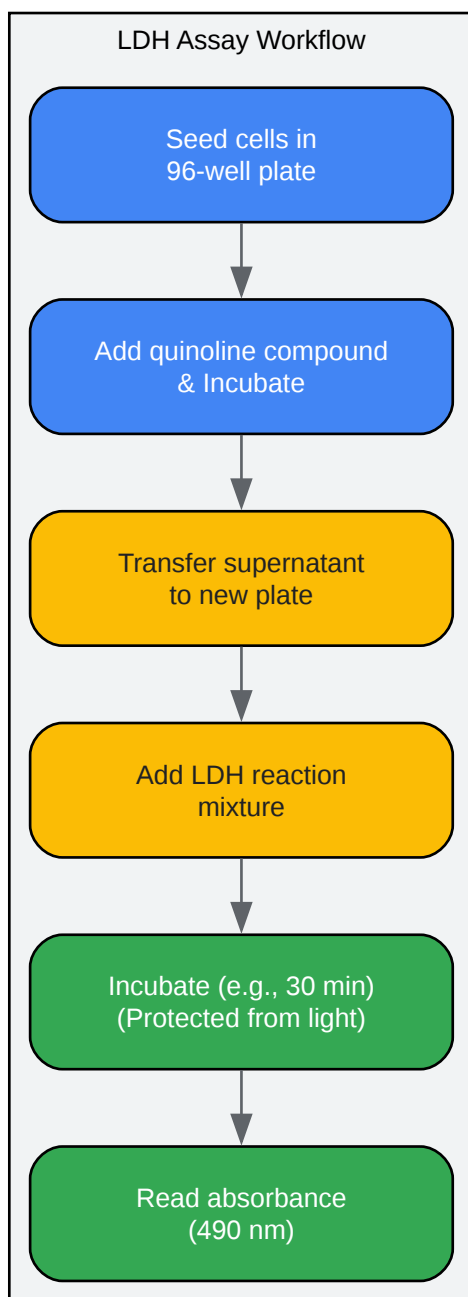 LDH Assay Workflow
Seed cells in
96-well plate
Add quinoline compound
& Incubate
Transfer supernatant
to new plate
Add LDH reaction
mixture
Incubate (e.g., 30 min)
(Protected from light)
Read absorbance
(490 nm)